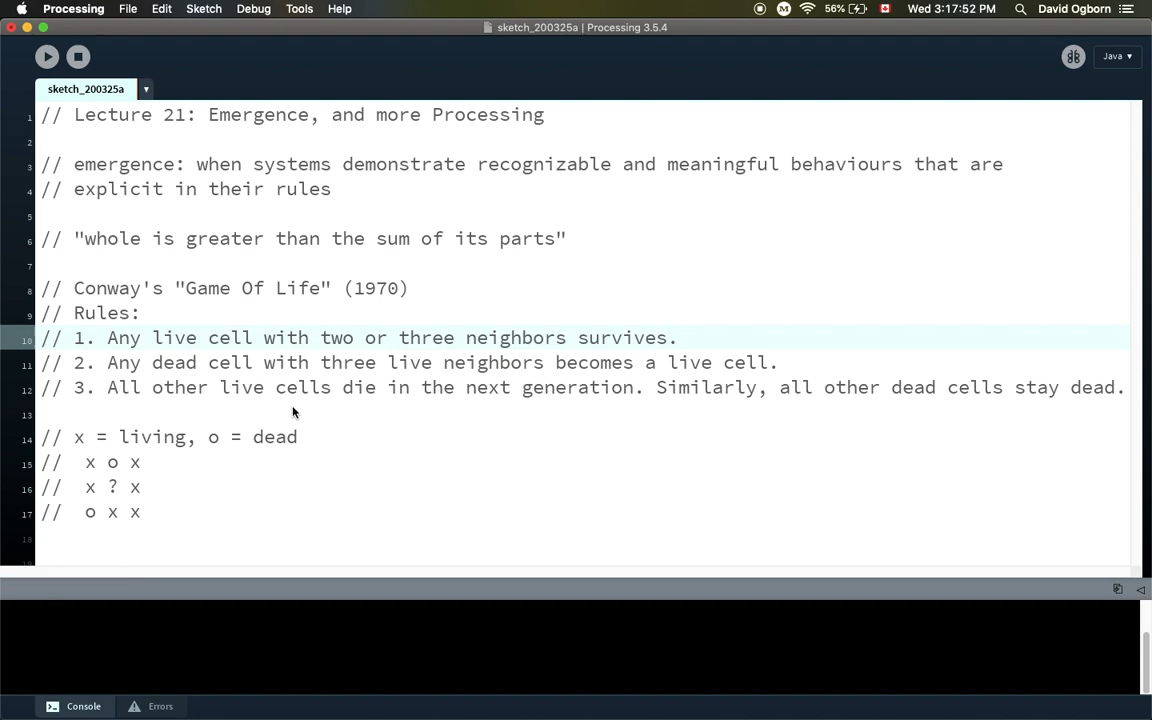 Processing File Edit Sketch Debug Tools Help 56% Wed 3:17:52 PM David Ogborn
sketch_200325a | Processing 3.5.4
Java ▾
sketch_200325a ▾
1 // Lecture 21: Emergence, and more Processing
2
3 // emergence: when systems demonstrate recognizable and meaningful behaviours that are
4 // explicit in their rules
5
6 // "whole is greater than the sum of its parts"
7
8 // Conway's "Game Of Life" (1970)
9 // Rules:
10 // 1. Any live cell with two or three neighbors survives.
11 // 2. Any dead cell with three live neighbors becomes a live cell.
12 // 3. All other live cells die in the next generation. Similarly, all other dead cells stay dead.
13
14 // x = living, o = dead
15 //  x o x
16 //  x ? x
17 //  o x x
18
Console Errors